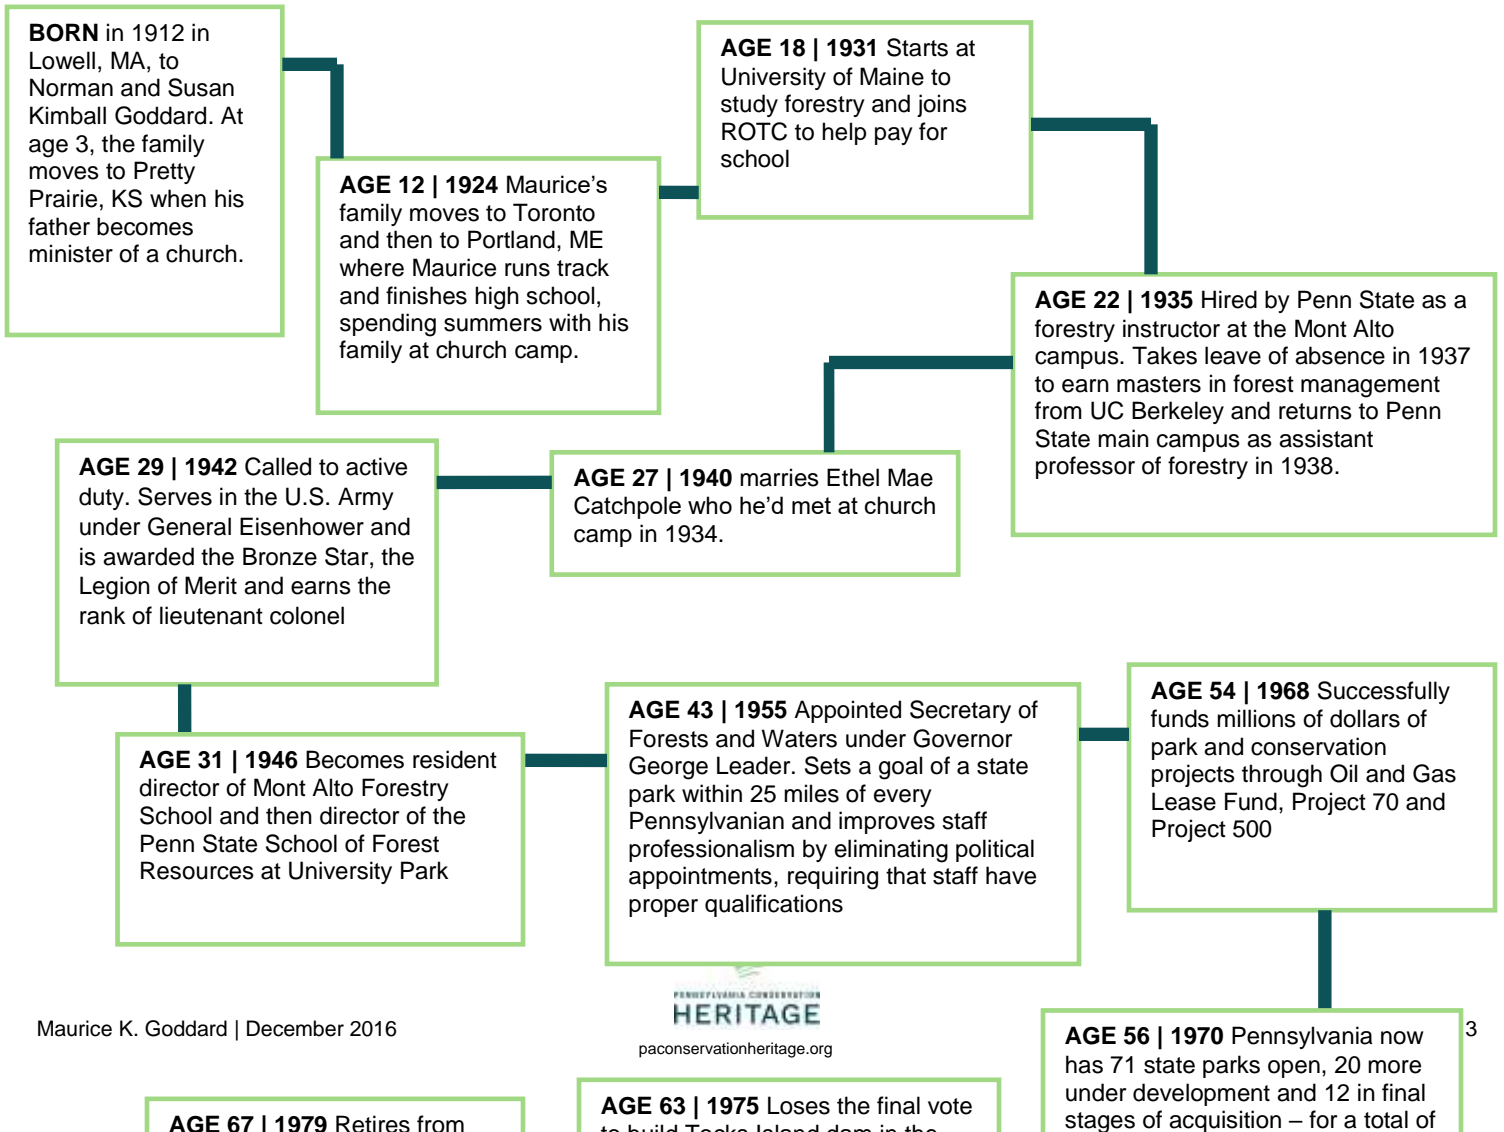 BORN in 1912 in
Lowell, MA, to
Norman and Susan
Kimball Goddard. At
age 3, the family
moves to Pretty
Prairie, KS when his
father becomes
minister of a church.
AGE 12 | 1924 Maurice’s
family moves to Toronto
and then to Portland, ME
where Maurice runs track
and finishes high school,
spending summers with his
family at church camp.
AGE 18 | 1931 Starts at
University of Maine to
study forestry and joins
ROTC to help pay for
school
AGE 22 | 1935 Hired by Penn State as a
forestry instructor at the Mont Alto
campus. Takes leave of absence in 1937
to earn masters in forest management
from UC Berkeley and returns to Penn
State main campus as assistant
professor of forestry in 1938.
AGE 27 | 1940 marries Ethel Mae
Catchpole who he’d met at church
camp in 1934.
AGE 29 | 1942 Called to active
duty. Serves in the U.S. Army
under General Eisenhower and
is awarded the Bronze Star, the
Legion of Merit and earns the
rank of lieutenant colonel
AGE 31 | 1946 Becomes resident
director of Mont Alto Forestry
School and then director of the
Penn State School of Forest
Resources at University Park
AGE 43 | 1955 Appointed Secretary of
Forests and Waters under Governor
George Leader. Sets a goal of a state
park within 25 miles of every
Pennsylvanian and improves staff
professionalism by eliminating political
appointments, requiring that staff have
proper qualifications
AGE 54 | 1968 Successfully
funds millions of dollars of
park and conservation
projects through Oil and Gas
Lease Fund, Project 70 and
Project 500
AGE 56 | 1970 Pennsylvania now
has 71 state parks open, 20 more
under development and 12 in final
stages of acquisition – for a total of
Maurice K. Goddard | December 2016
PENNSYLVANIA CONSERVATION
HERITAGE
paconservationheritage.org
3
AGE 63 | 1975 Loses the final vote
to build Tocks Island dam in the
AGE 67 | 1979 Retires from